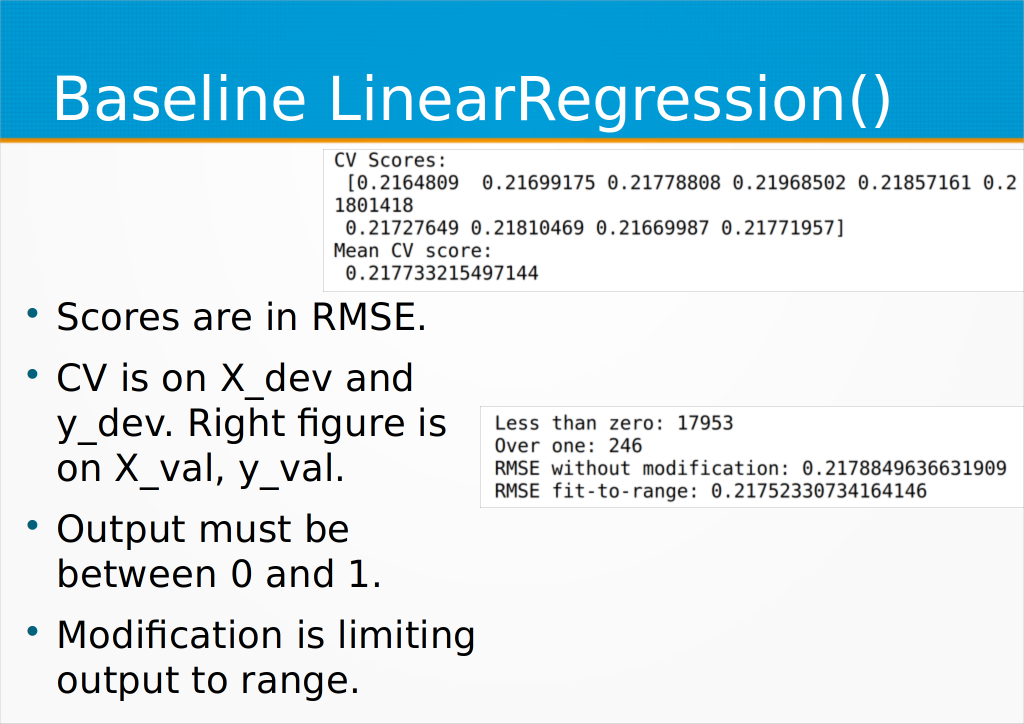 Baseline LinearRegression()
CV Scores:
[0.2164809  0.21699175 0.21778808 0.21968502 0.21857161 0.2
1801418
0.21727649 0.21810469 0.21669987 0.21771957]
Mean CV score:
0.217733215497144
• Scores are in RMSE.
• CV is on X_dev and
y_dev. Right figure is
on X_val, y_val.
Less than zero: 17953
Over one: 246
RMSE without modification: 0.2178849636631909
RMSE fit-to-range: 0.21752330734164146
• Output must be
between 0 and 1.
• Modification is limiting
output to range.